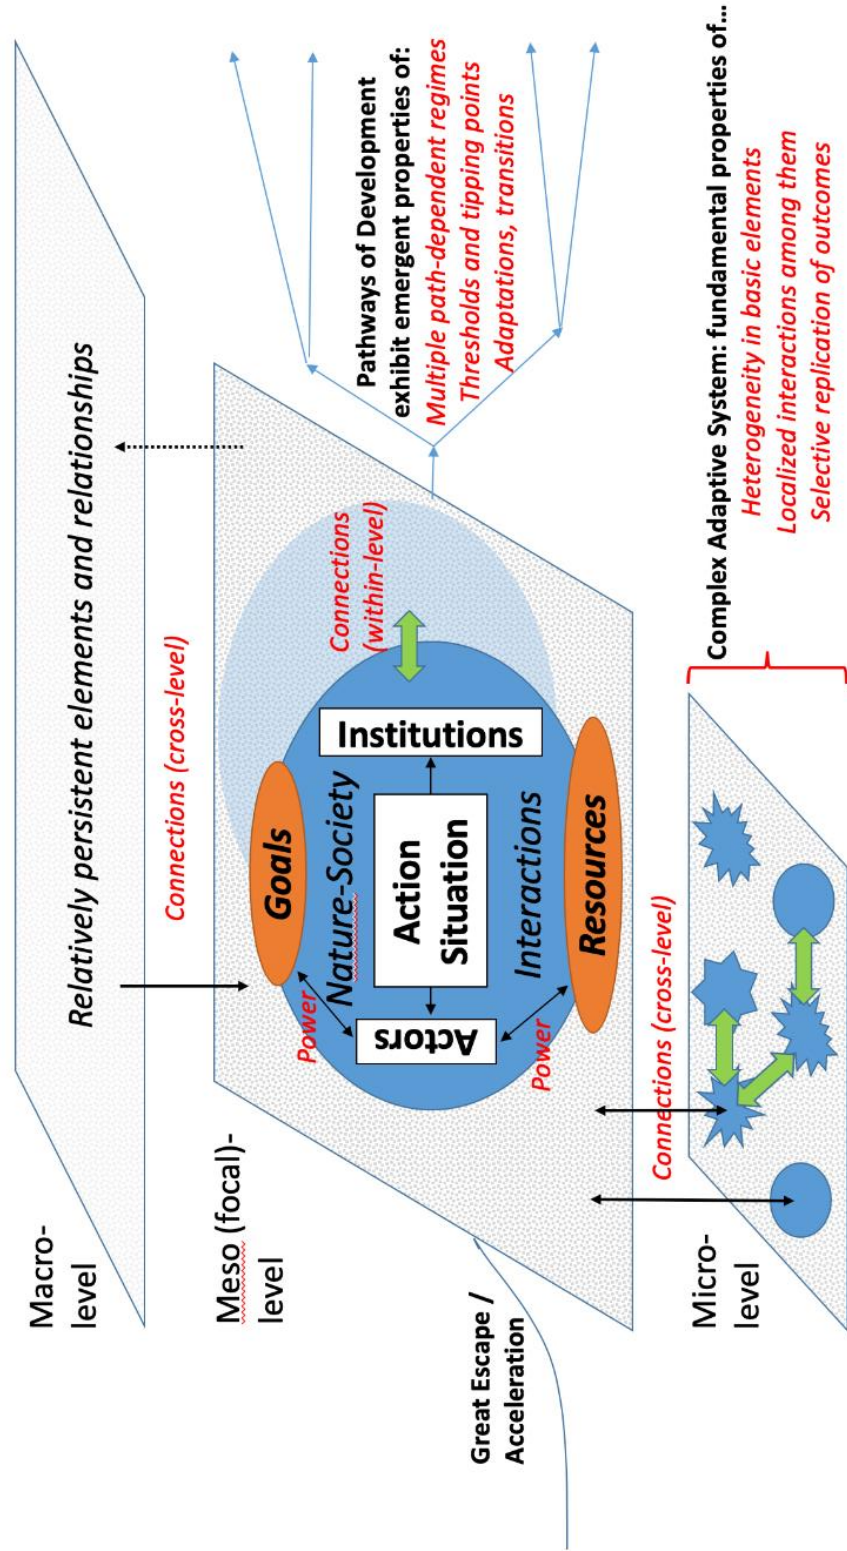 Macro-
level
Relatively persistent elements and relationships
Connections (cross-level)
Meso (focal)-
level
Goals
Power
Nature-Society
Actors
Action
Situation
Institutions
Connections
(within-level)
Power
Interactions
Resources
Great Escape /
Acceleration
Pathways of Development
exhibit emergent properties of:
Multiple path-dependent regimes
Thresholds and tipping points
Adaptations, transitions
Connections (cross-level)
Micro-
level
Complex Adaptive System: fundamental properties of...
Heterogeneity in basic elements
Localized interactions among them
Selective replication of outcomes